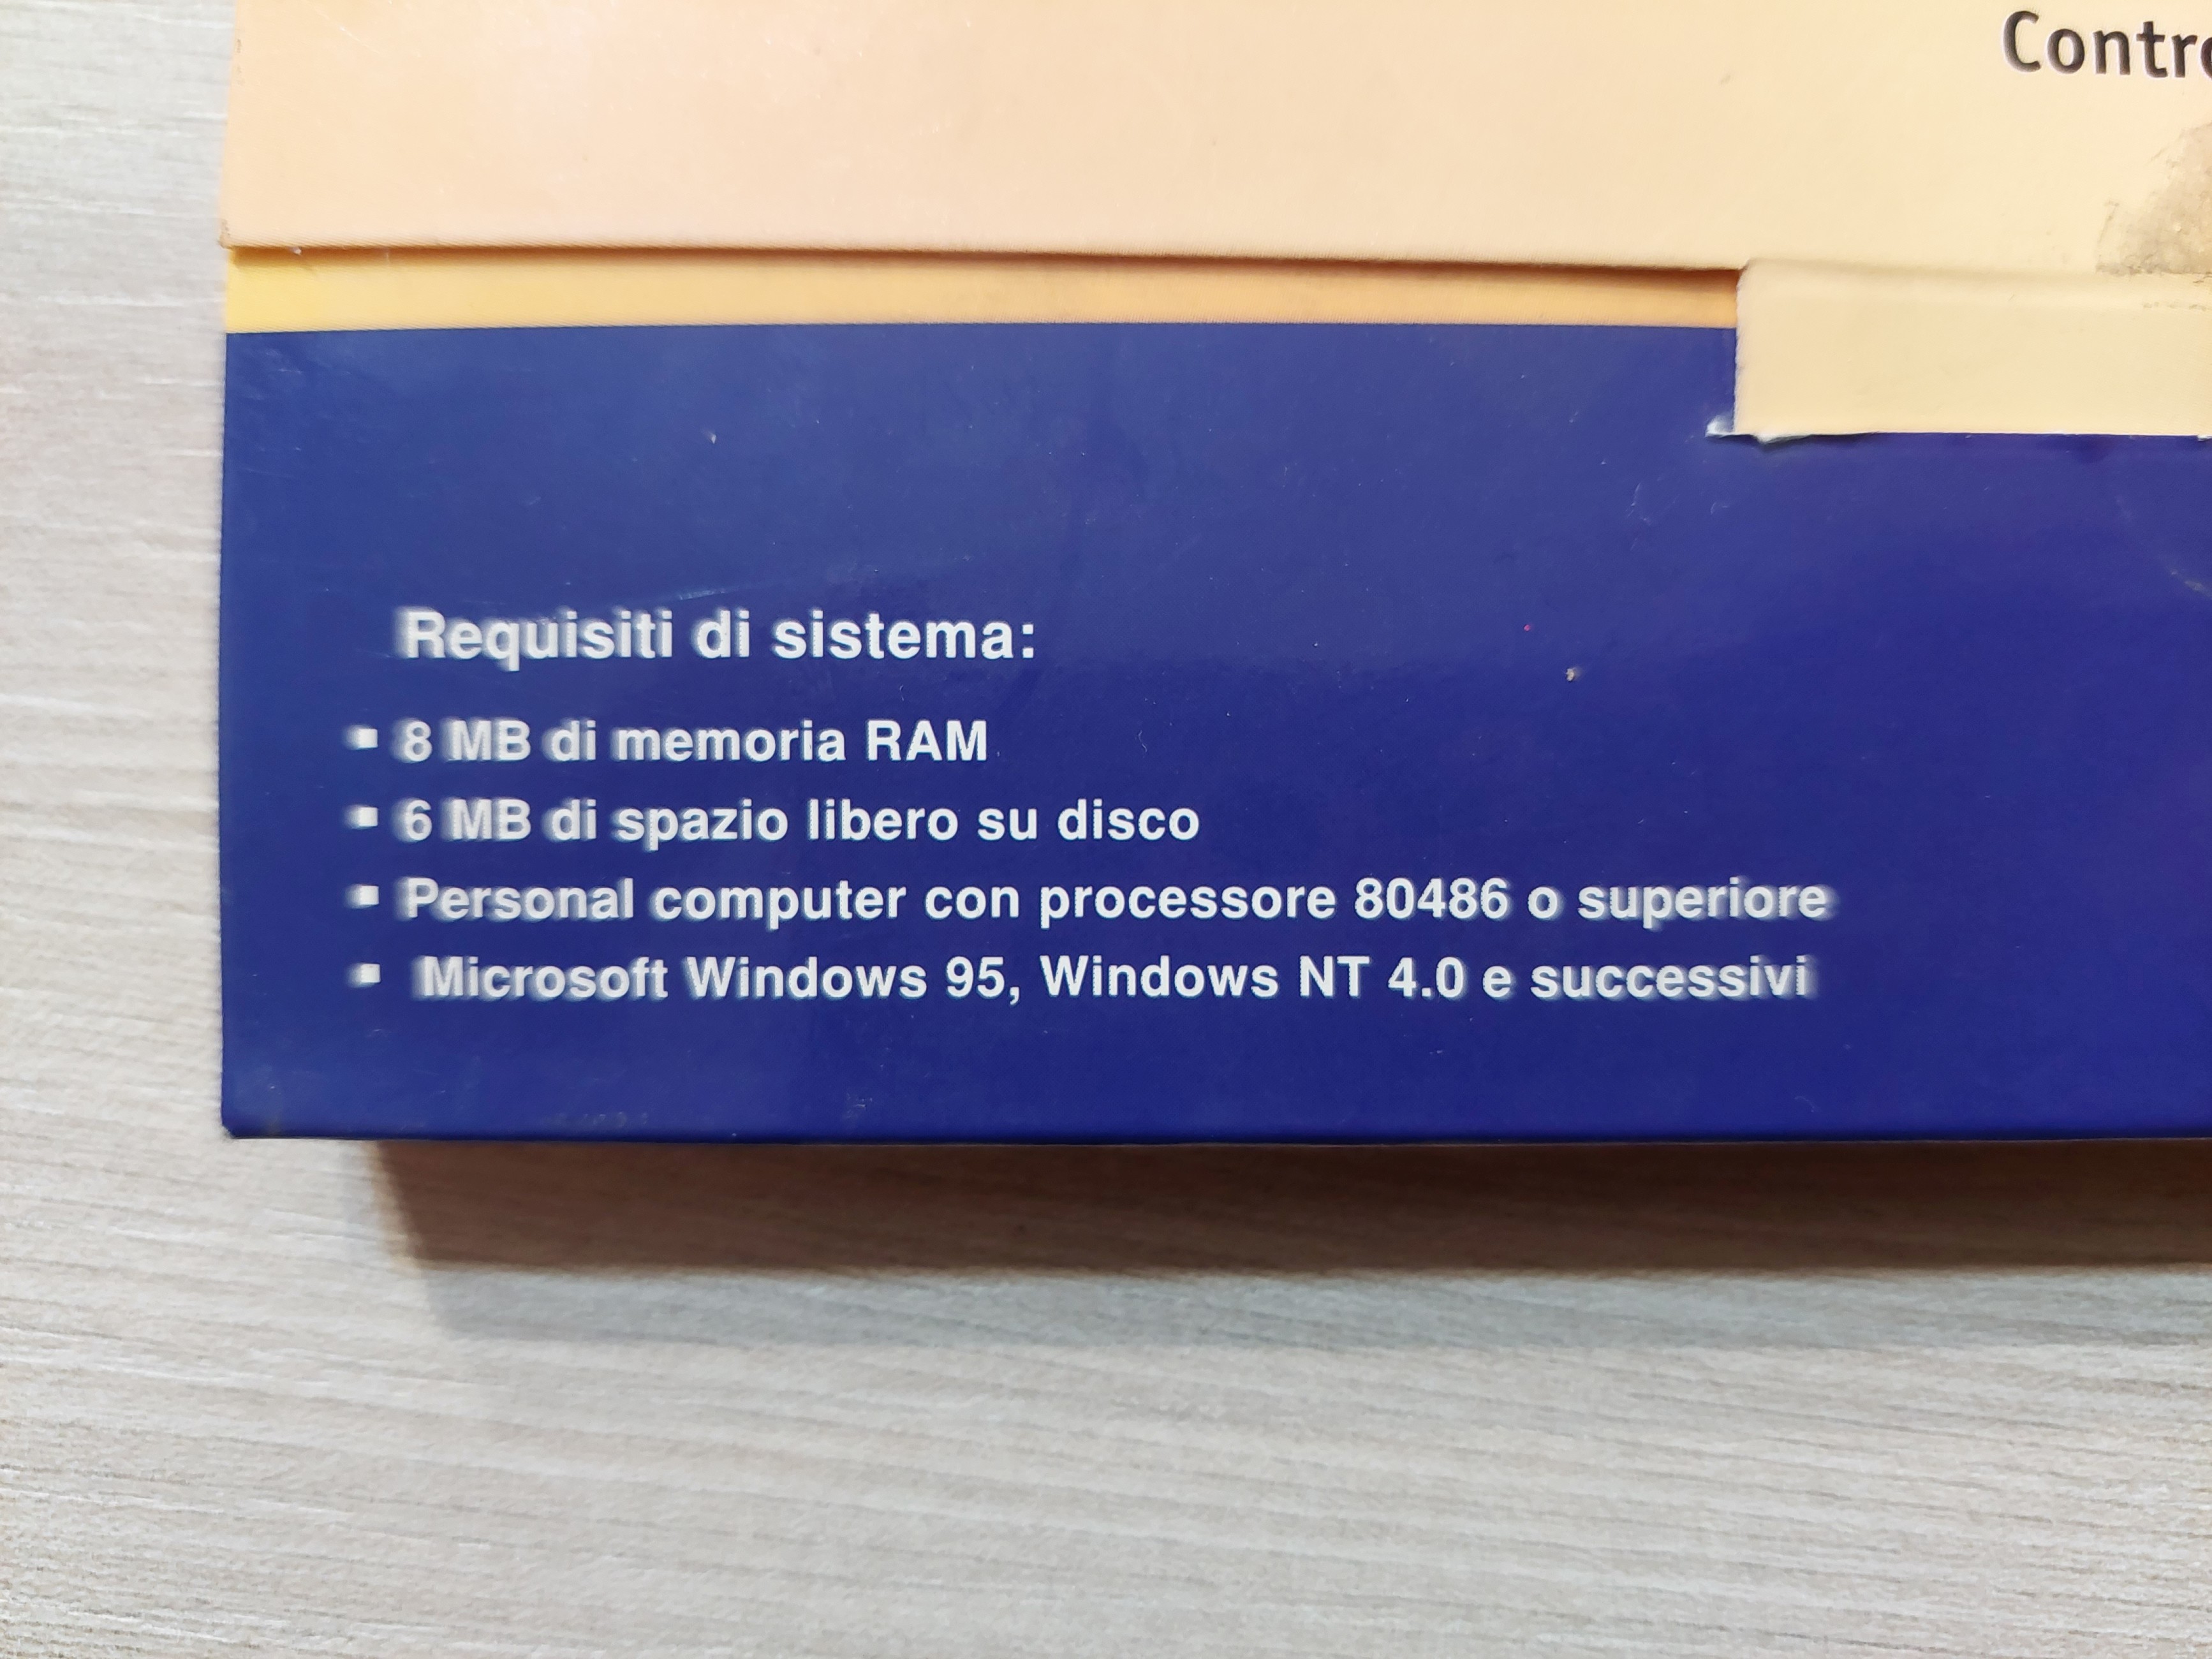 Requisiti di sistema:
▪ 8 MB di memoria RAM
▪ 6 MB di spazio libero su disco
▪ Personal computer con processore 80486 o superiore
▪ Microsoft Windows 95, Windows NT 4.0 e successivi